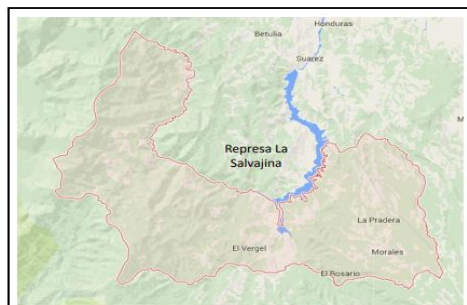 Honduras
Betulia
Suarez
Represa La
Salvajina
La Pradera
El Vergel
Morales
El Rosario